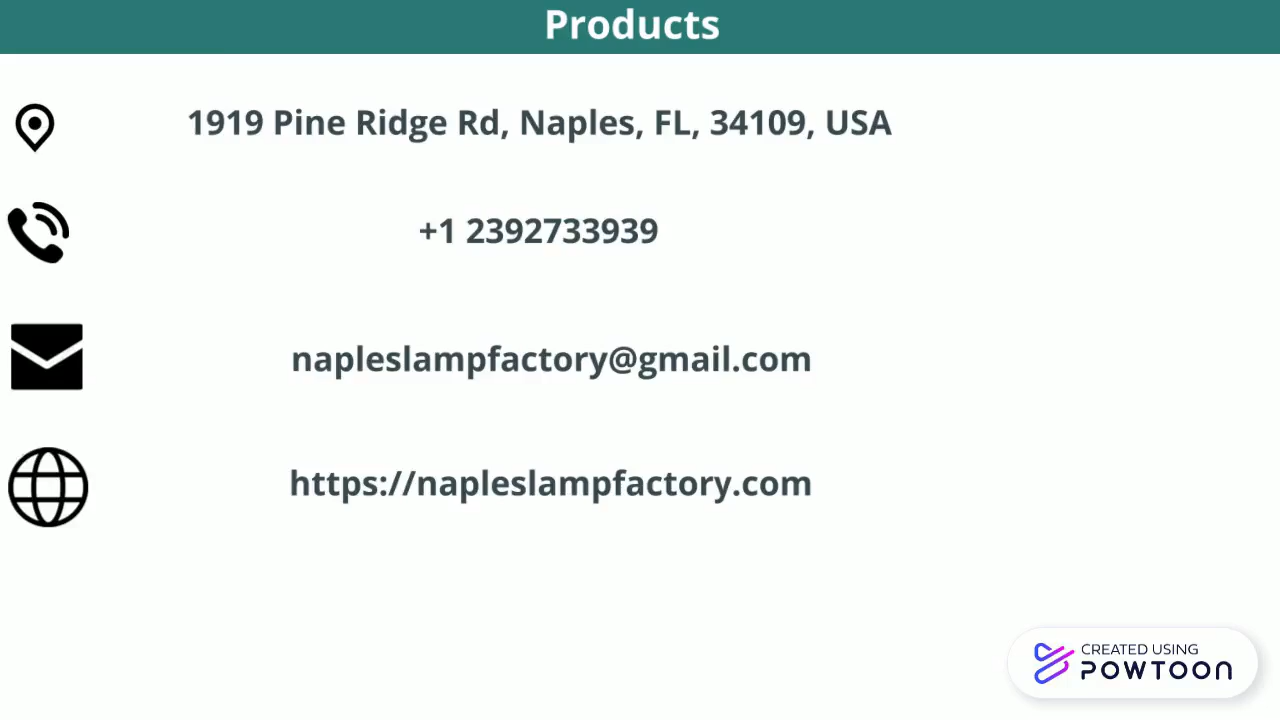 Products
1919 Pine Ridge Rd, Naples, FL, 34109, USA
+1 2392733939
napleslampfactory@gmail.com
https://napleslampfactory.com
CREATED USING
POWTOON